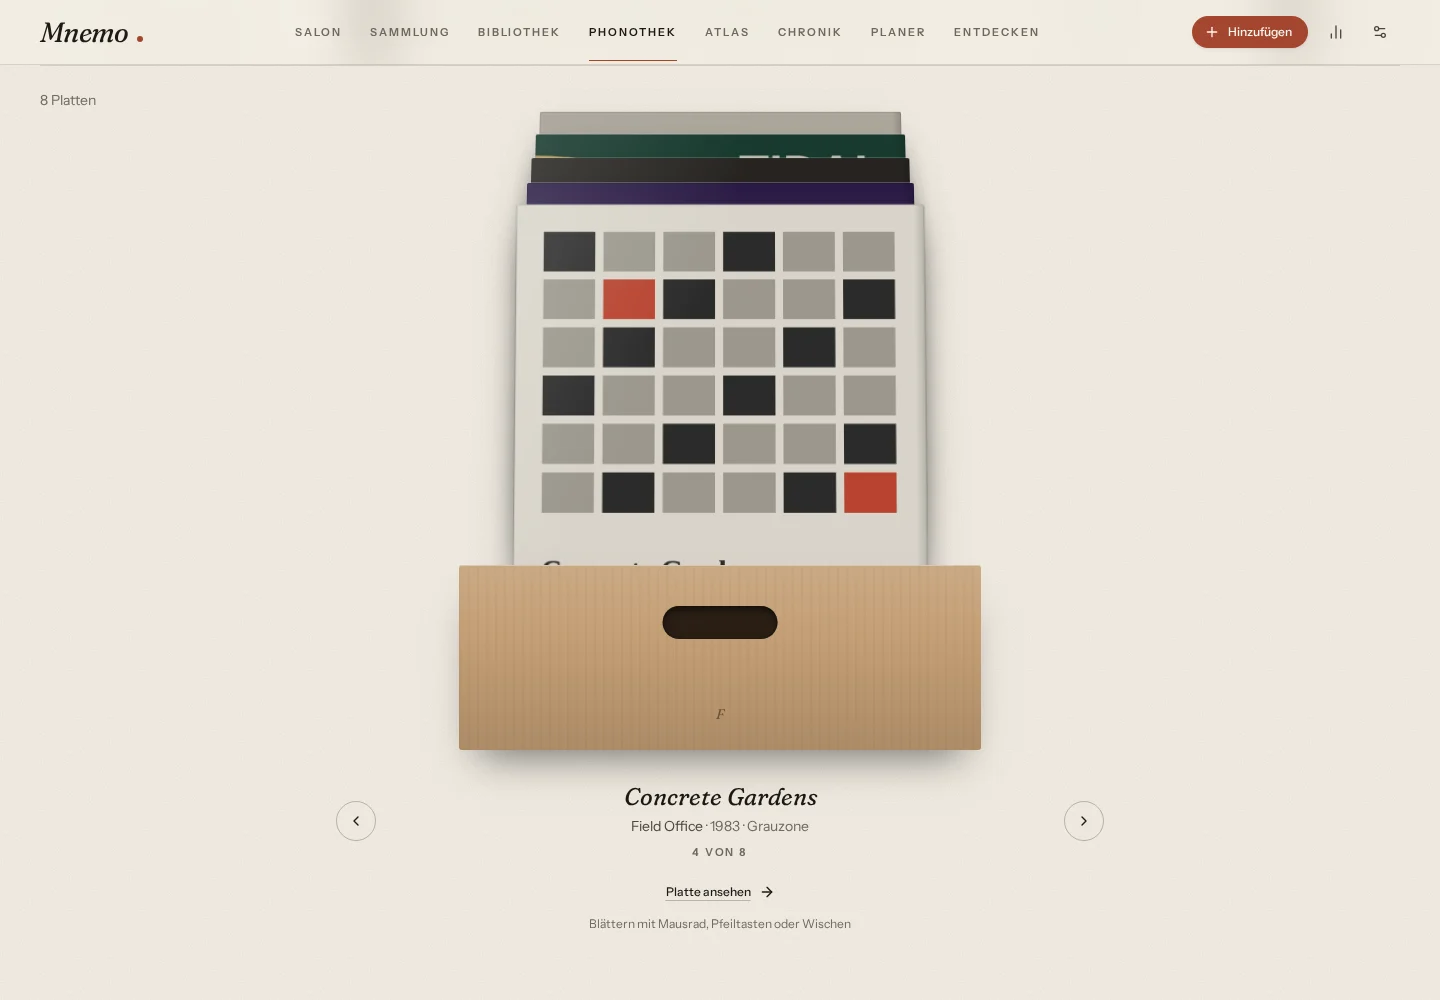 Mnemo
SALON SAMMLUNG BIBLIOTHEK PHONOTHEK ATLAS CHRONIK PLANER ENTDECKEN
Hinzufügen
8 Platten
F
Concrete Gardens
Field Office · 1983 · Grauzone
4 VON 8
Platte ansehen
Blättern mit Mausrad, Pfeiltasten oder Wischen